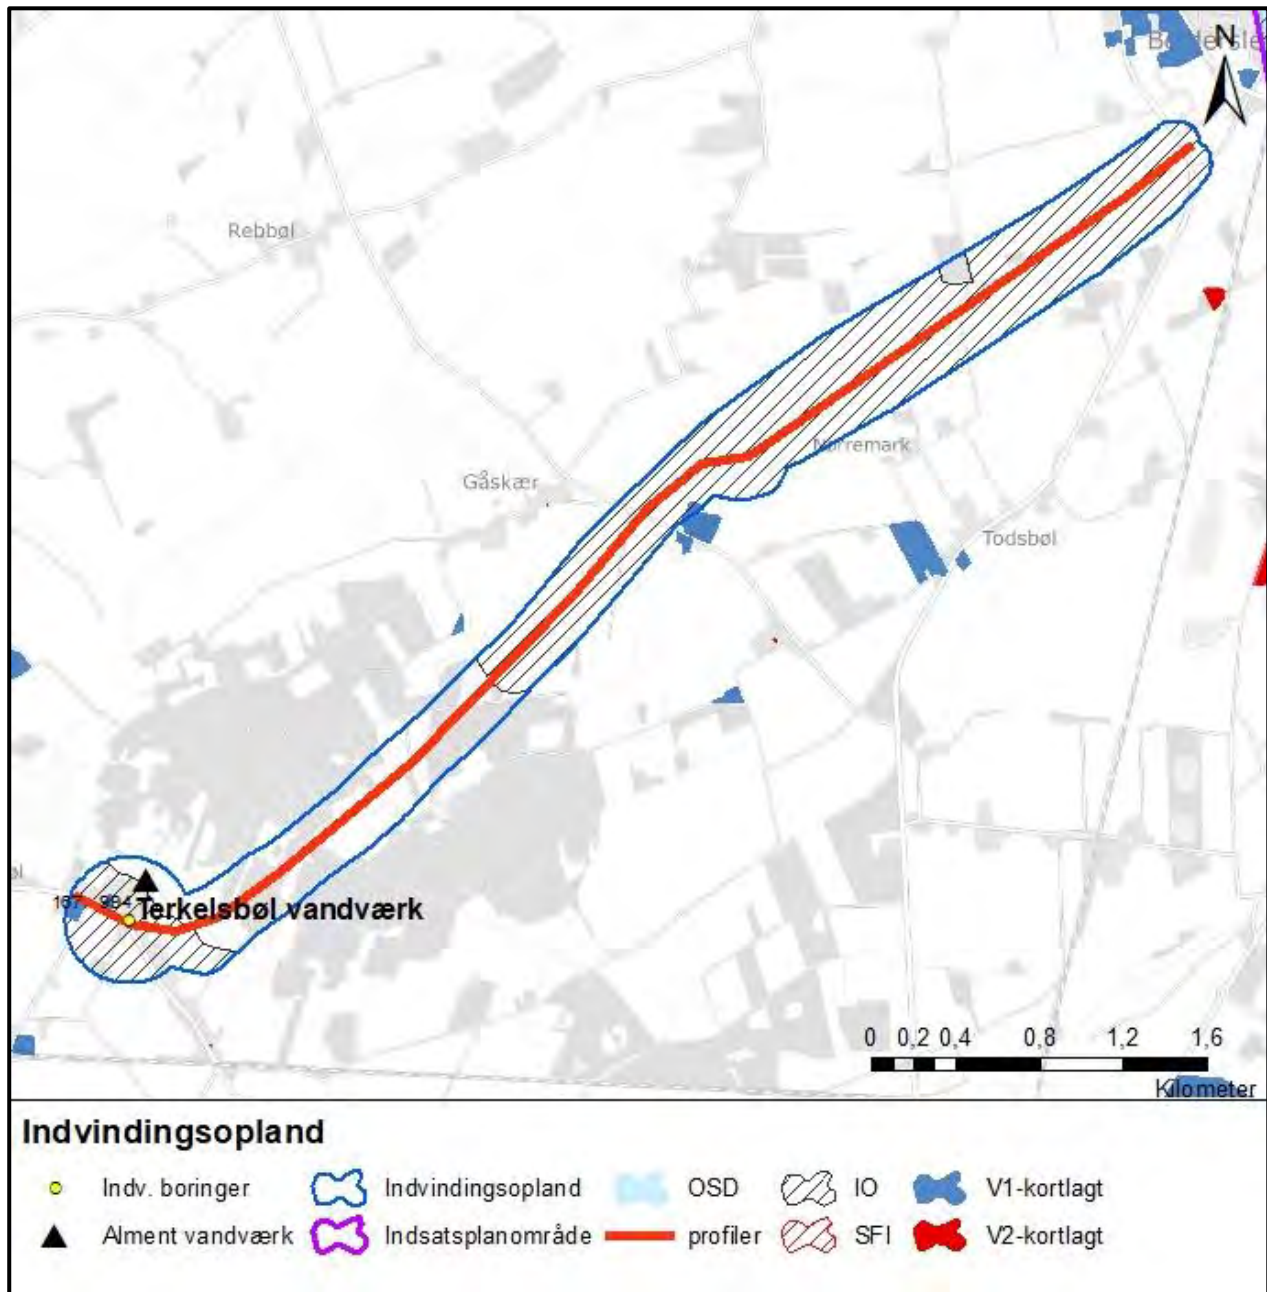 N
Rebbøl
Gåskær
Nørremark
Todsbøl
Terkelsbøl vandværk
0 0,2 0,4 0,8 1,2 1,6
Kilometer
Indvindingsopland
Indv. boringer
Indvindingsopland
OSD
IO
V1-kortlagt
Alment vandværk
Indsatsplanområde
profiler
SFI
V2-kortlagt